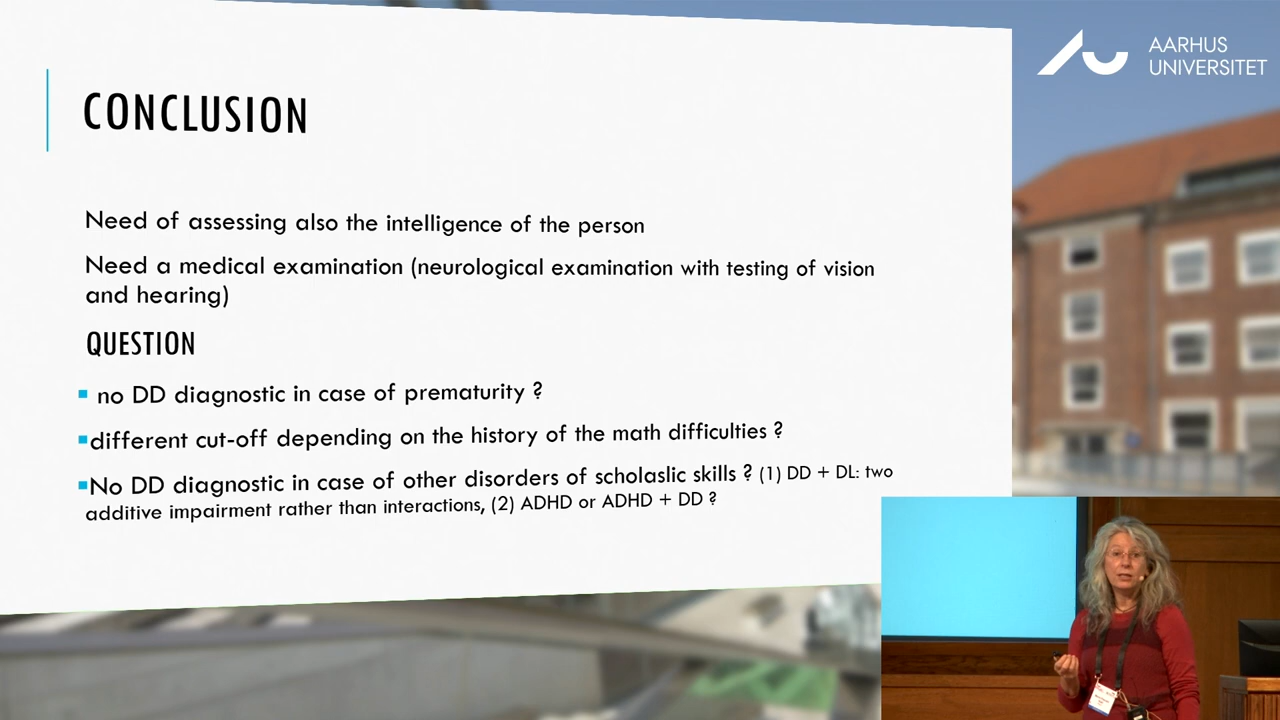 CONCLUSION
AARHUS
UNIVERSITET
Need of assessing also the intelligence of the person
Need a medical examination (neurological examination with testing of vision
and hearing)
QUESTION
no DD diagnostic in case of prematurity ?
different cut-off depending on the history of the math difficulties ?
No DD diagnostic in case of other disorders of scholaslic skills ? (1) DD + DL: two
additive impairment rather than interactions, (2) ADHD or ADHD + DD ?